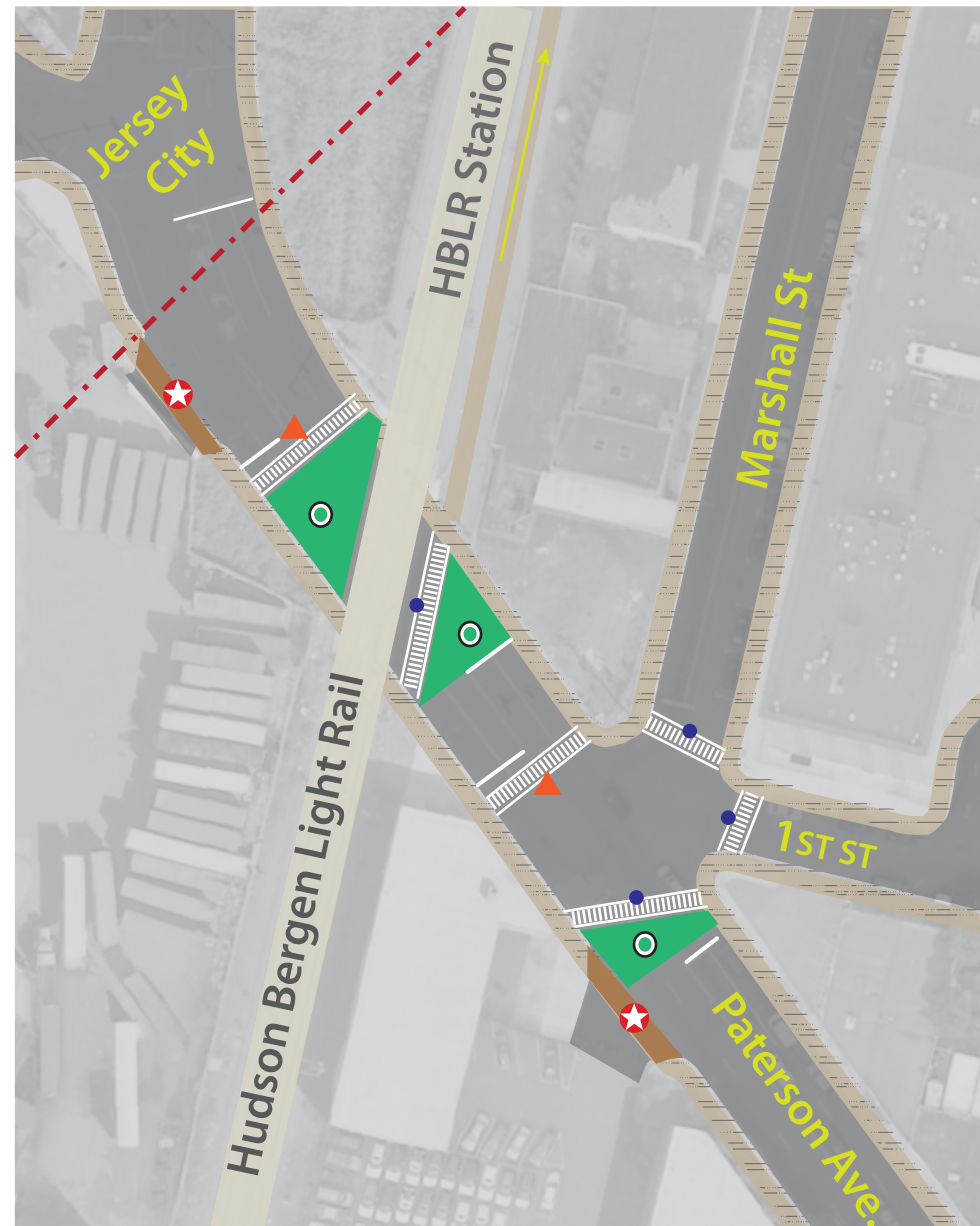 Jersey
City
HBLR Station
Marshall St
Hudson Bergen Light Rail
1ST ST
Paterson Ave.